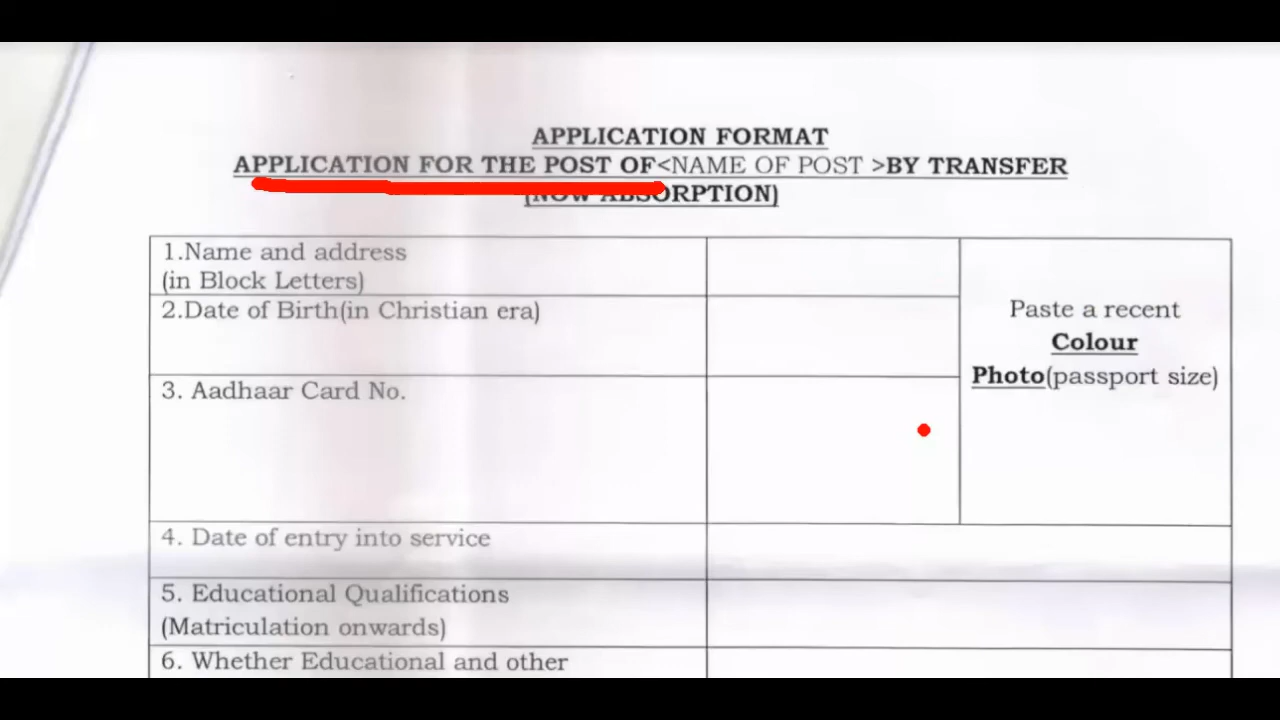 APPLICATION FORMAT
APPLICATION FOR THE POST OF<NAME OF POST >BY TRANSFER
(NOW ABSORPTION)
1.Name and address
(in Block Letters)
2.Date of Birth(in Christian era)
Paste a recent
Colour
Photo(passport size)
3. Aadhaar Card No.
4. Date of entry into service
5. Educational Qualifications
(Matriculation onwards)
6. Whether Educational and other